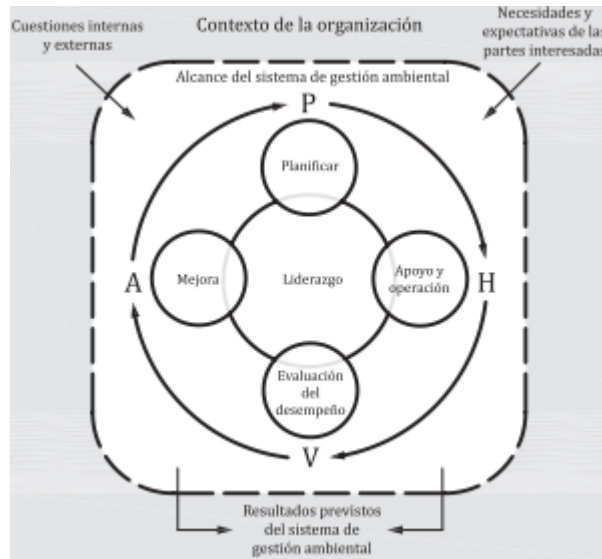 Cuestiones internas
y externas
Contexto de la organización
Necesidades y
expectativas de las
partes interesadas
Alcance del sistema de gestión ambiental
P
Planificar
A
Mejora
Liderazgo
Apoyo y
operación
H
Evaluación
del
desempeño
V
Resultados previstos
del sistema de
gestión ambiental